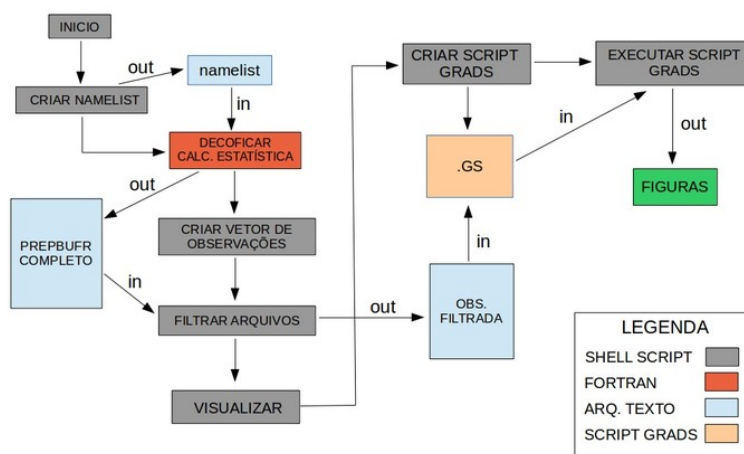 INICIO
out
namelist
CRIAR NAMELIST
in
DECOFICAR
CALC. ESTATÍSTICA
out
PREPBUFR
COMPLETO
CRIAR VETOR DE
OBSERVAÇÕES
in
FILTRAR ARQUIVOS
out
VISUALIZAR
CRIAR SCRIPT
GRADS
EXECUTAR SCRIPT
GRADS
in
out
.GS
FIGURAS
in
OBS.
FILTRADA
LEGENDA
SHELL SCRIPT
FORTRAN
ARQ. TEXTO
SCRIPT GRADS